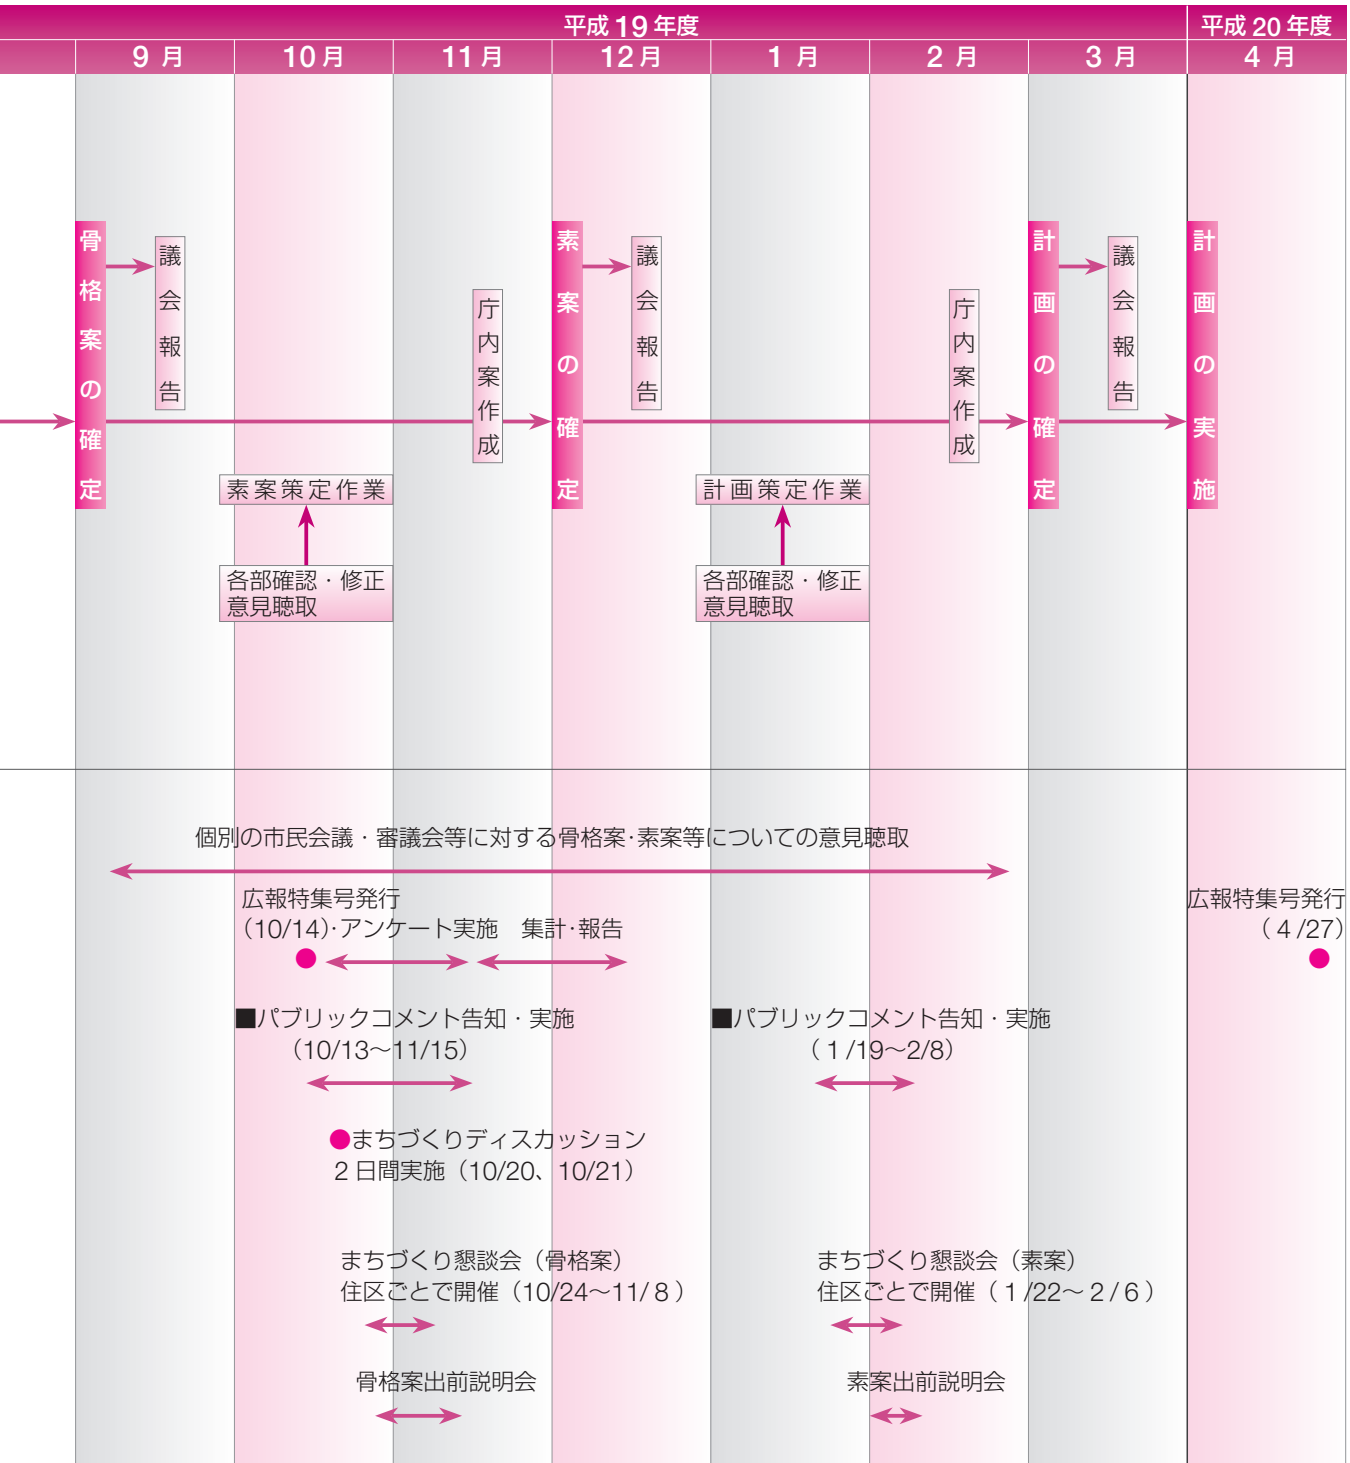 平成19年度
平成20年度
9月
10月
11月
12月
1月
2月
3月
4月
骨格案の確定
議会報告
庁内案作成
素案の確定
議会報告
庁内案作成
計画の確定
議会報告
計画の実施
素案策定作業
計画策定作業
各部確認・修正
意見聴取
各部確認・修正
意見聴取
個別の市民会議・審議会等に対する骨格案・素案等についての意見聴取
広報特集号発行
(10/14)・アンケート実施　集計・報告
広報特集号発行
（4/27）
■パブリックコメント告知・実施
（10/13〜11/15）
■パブリックコメント告知・実施
（1/19〜2/8）
●まちづくりディスカッション
2日間実施（10/20、10/21）
まちづくり懇談会（骨格案）
住区ごとで開催（10/24〜11/8）
まちづくり懇談会（素案）
住区ごとで開催（1/22〜2/6）
骨格案出前説明会
素案出前説明会